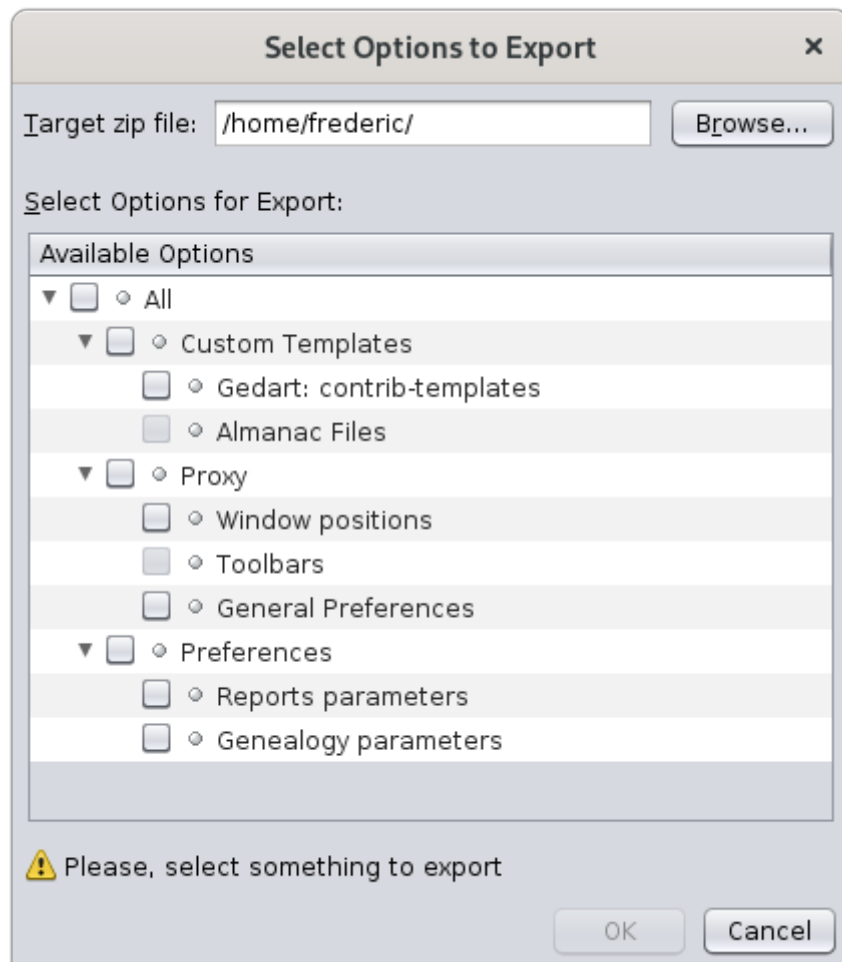 Select Options to Export
Target zip file: /home/frederic/ Browse...
Select Options for Export:
Available Options
All
Custom Templates
Gedart: contrib-templates
Almanac Files
Proxy
Window positions
Toolbars
General Preferences
Preferences
Reports parameters
Genealogy parameters
Please, select something to export
OK Cancel